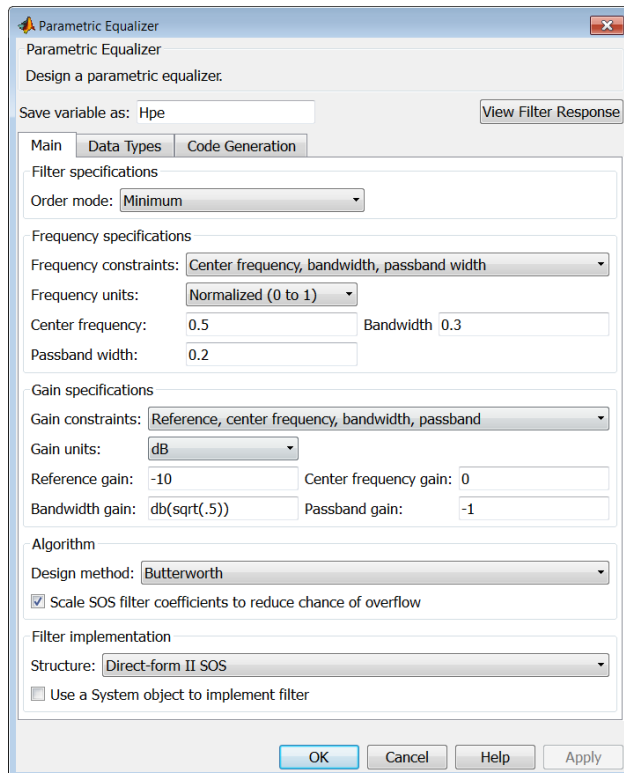 Parametric Equalizer
Parametric Equalizer
Design a parametric equalizer.
Save variable as: Hpe View Filter Response
Main Data Types Code Generation
Filter specifications
Order mode: Minimum
Frequency specifications
Frequency constraints: Center frequency, bandwidth, passband width
Frequency units: Normalized (0 to 1)
Center frequency: 0.5 Bandwidth 0.3
Passband width: 0.2
Gain specifications
Gain constraints: Reference, center frequency, bandwidth, passband
Gain units: dB
Reference gain: -10 Center frequency gain: 0
Bandwidth gain: db(sqrt(.5)) Passband gain: -1
Algorithm
Design method: Butterworth
Scale SOS filter coefficients to reduce chance of overflow
Filter implementation
Structure: Direct-form II SOS
Use a System object to implement filter
OK Cancel Help Apply